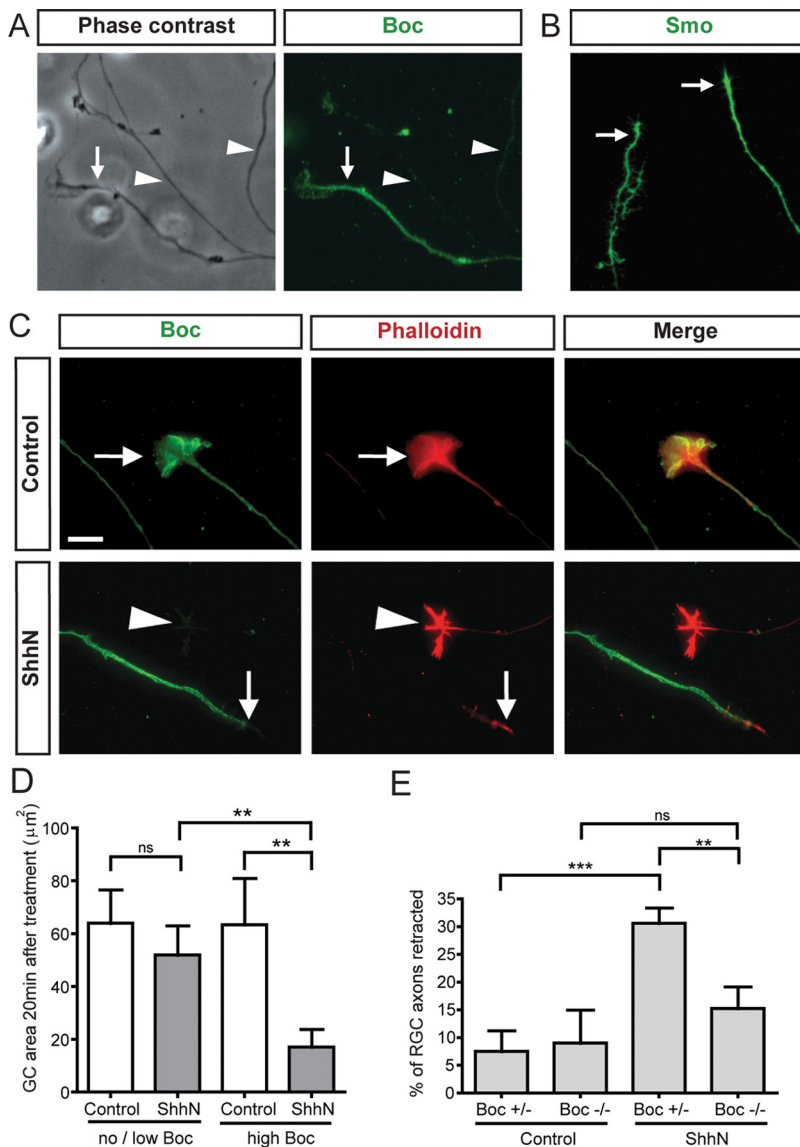 A
Phase contrast
Boc
B
Smo
C
Boc
Phalloidin
Merge
Control
ShhN
D
GC area 20min after treatment (μm²)
100
80
60
40
20
0
ns
**
**
Control ShhN Control ShhN
no / low Boc high Boc
E
% of RGC axons retracted
35
30
25
20
15
10
5
0
ns
***
**
Boc +/- Boc -/- Boc +/- Boc -/-
Control ShhN